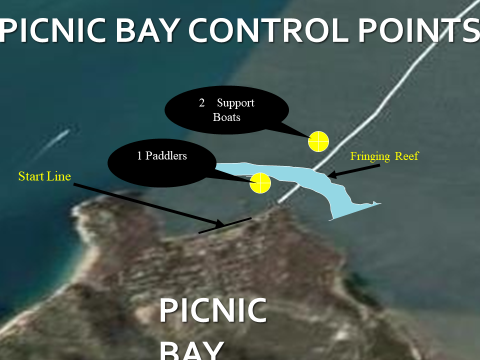 PICNIC BAY CONTROL POINTS
2 Support
Boats
1 Paddlers
Fringing Reef
Start Line
PICNIC
BAY